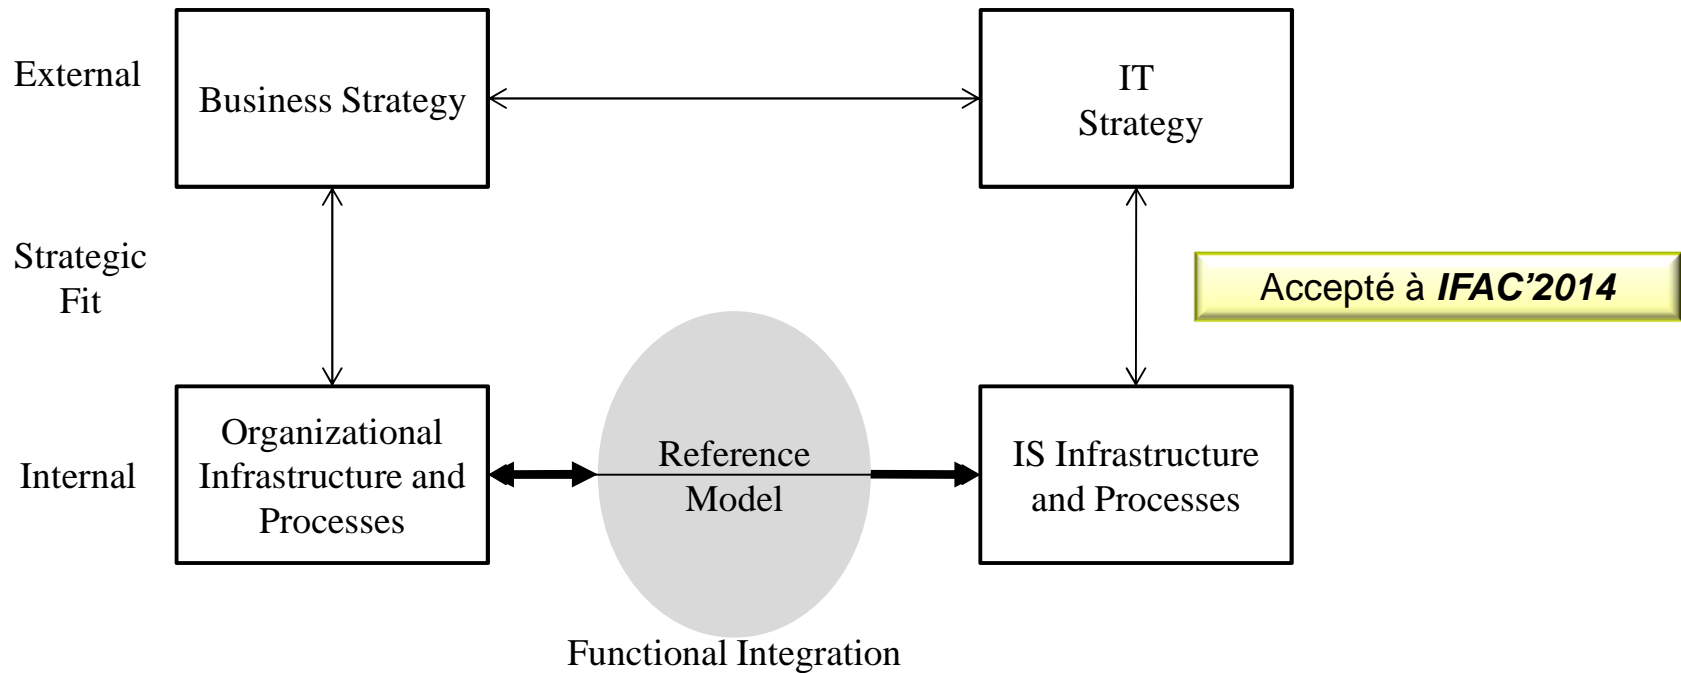 External
Business Strategy
IT
Strategy
Strategic
Fit
Accepté à IFAC’2014
Internal
Organizational
Infrastructure and
Processes
Reference
Model
IS Infrastructure
and Processes
Functional Integration